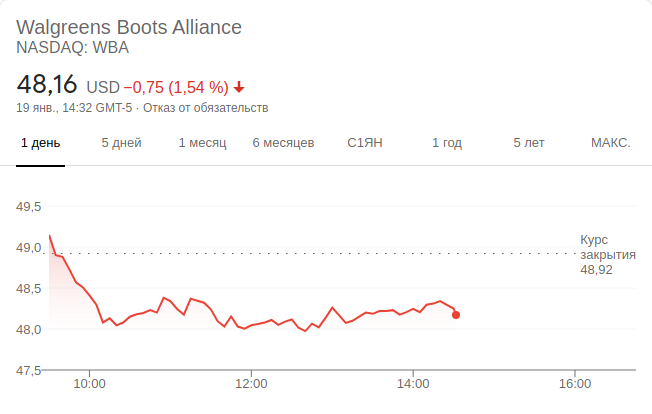 Walgreens Boots Alliance
NASDAQ: WBA
48,16 USD −0,75 (1,54 %)
19 янв., 14:32 GMT-5 · Отказ от обязательств
1 день 5 дней 1 месяц 6 месяцев С1ЯН 1 год 5 лет МАКС.
49,5
49,0
48,5
48,0
47,5
Курс
закрытия
48,92
10:00 12:00 14:00 16:00